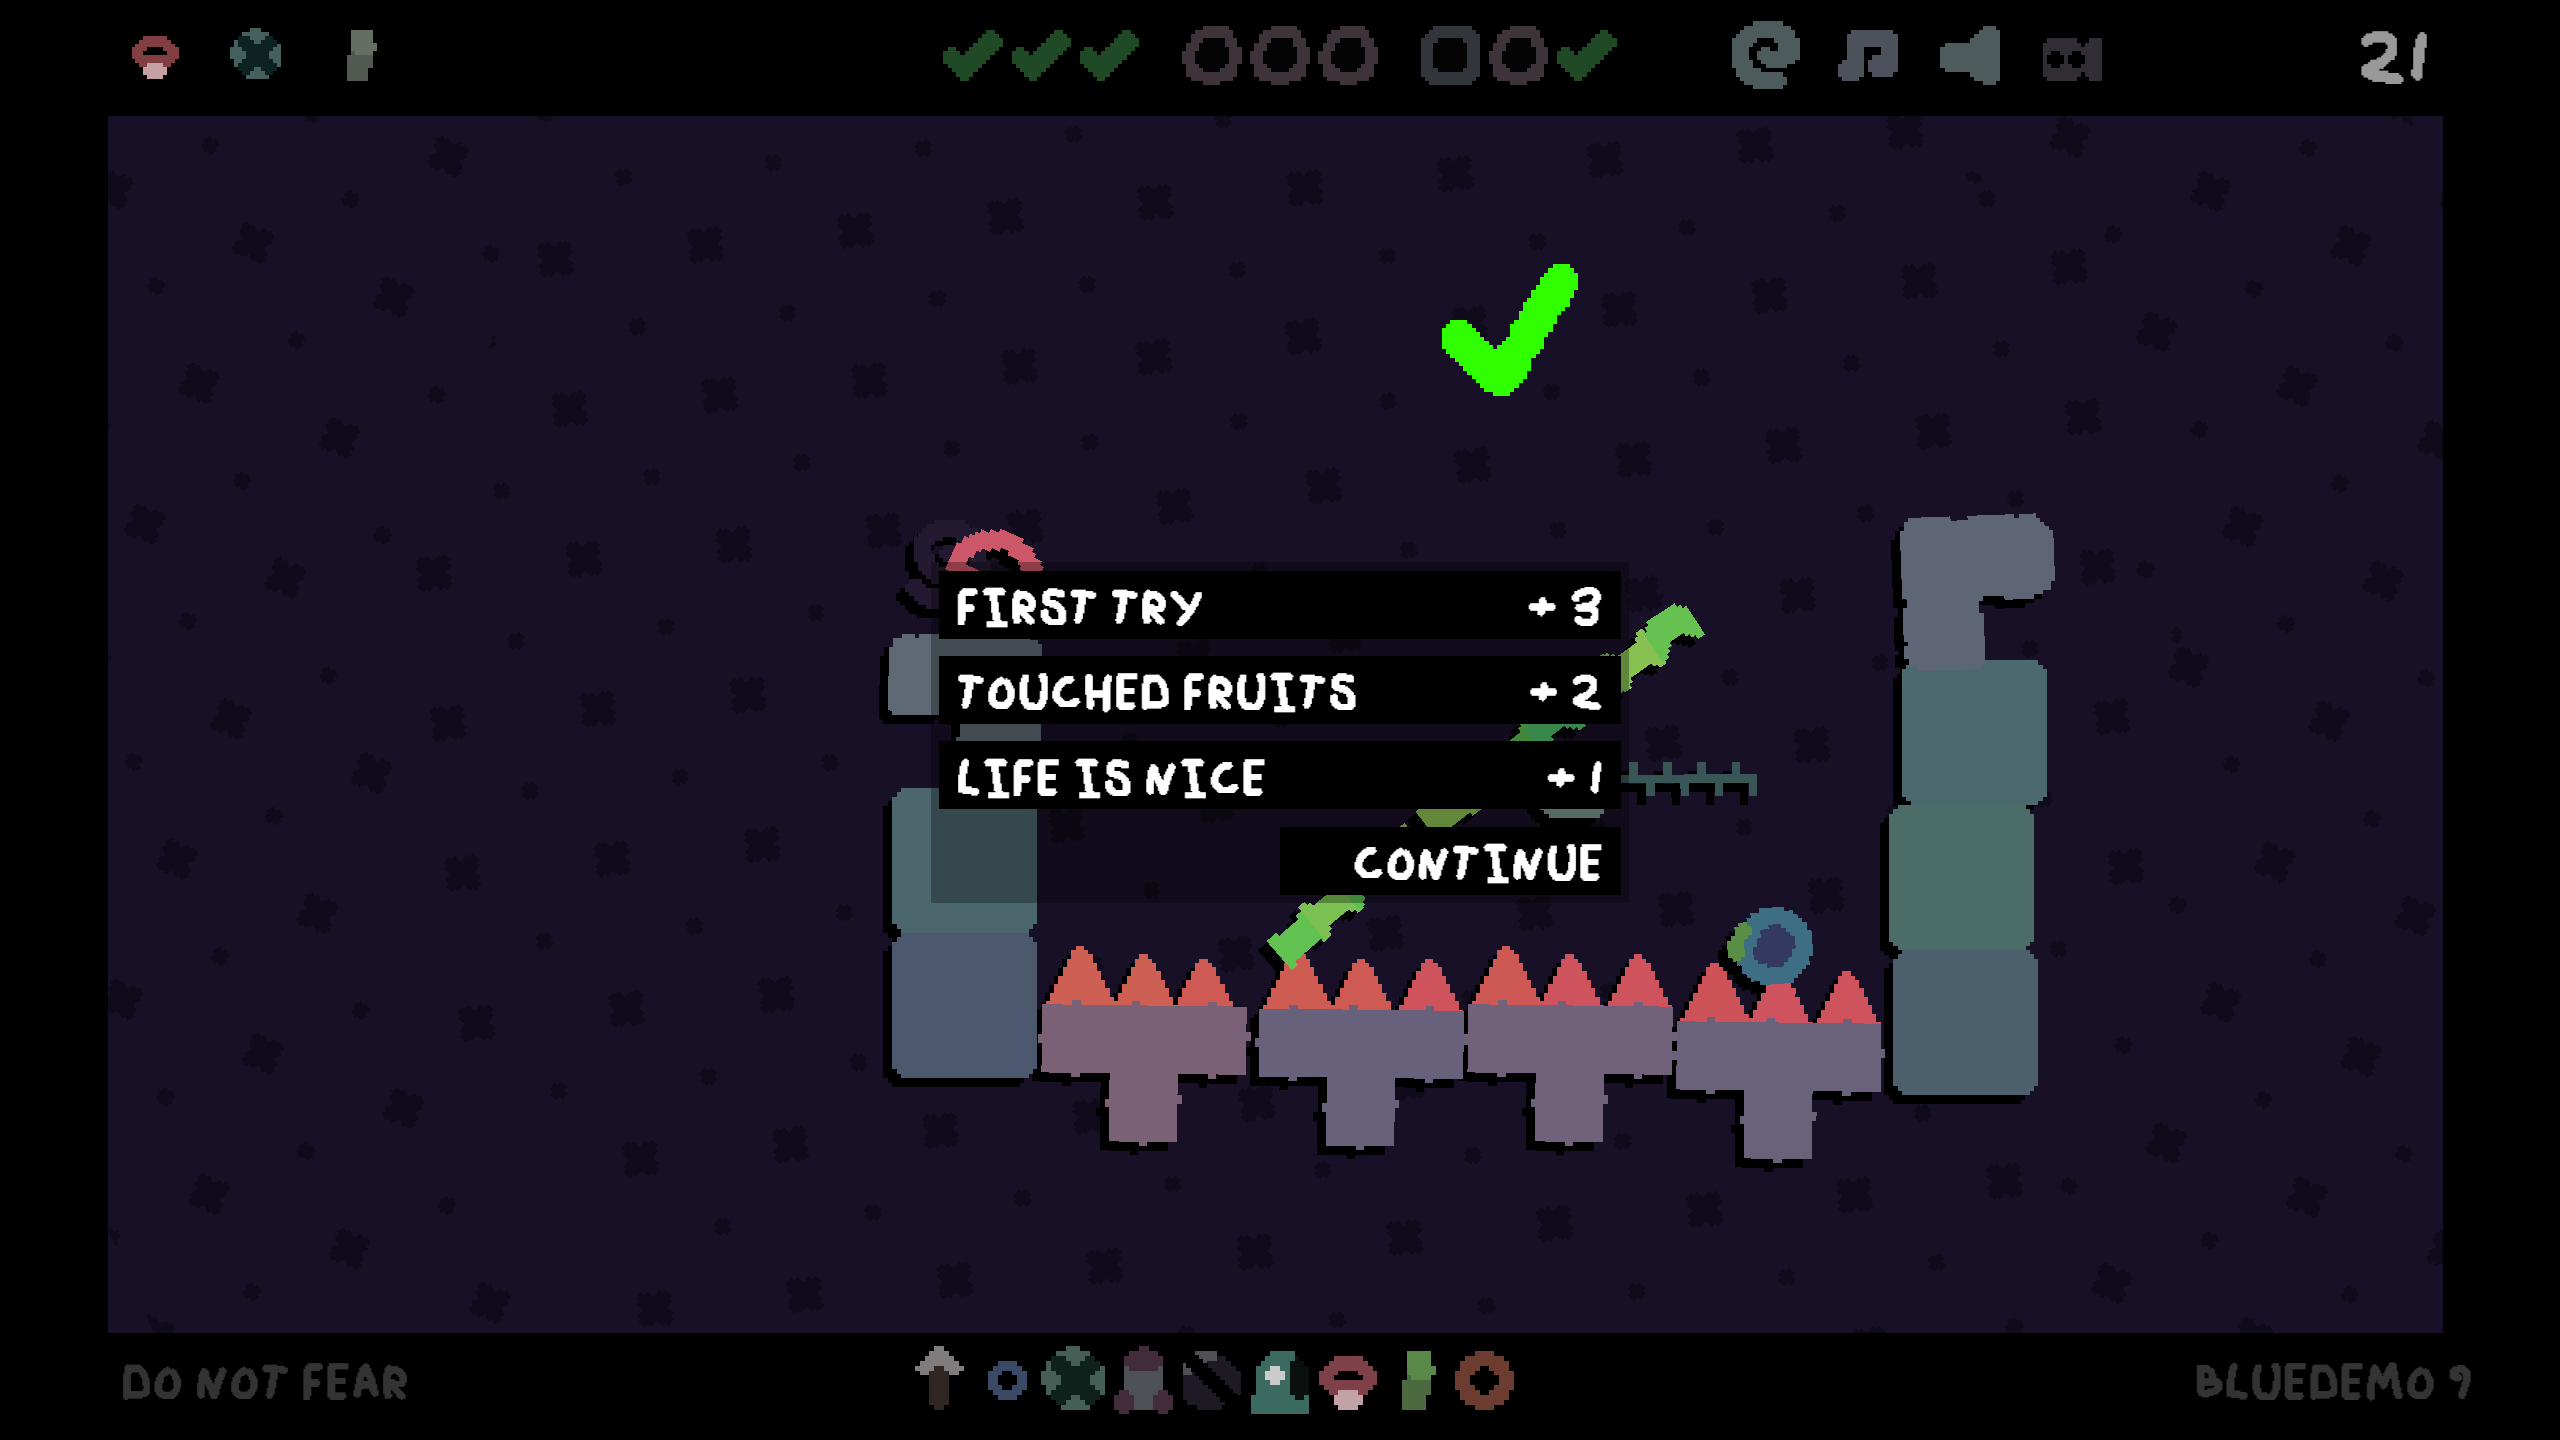 21
FIRST TRY + 3
TOUCHED FRUITS + 2
LIFE IS NICE + 1
CONTINUE
DO NOT FEAR
BLUEDEMO 9